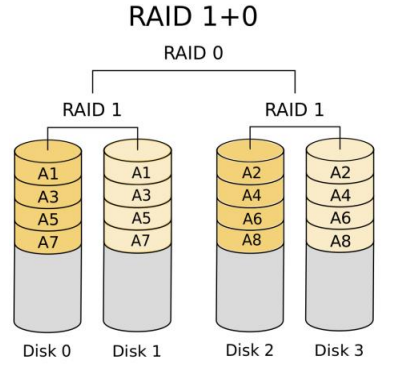 RAID 1+0
RAID 0
RAID 1 RAID 1
A1 A1 A2 A2
A3 A3 A4 A4
A5 A5 A6 A6
A7 A7 A8 A8
Disk 0 Disk 1 Disk 2 Disk 3